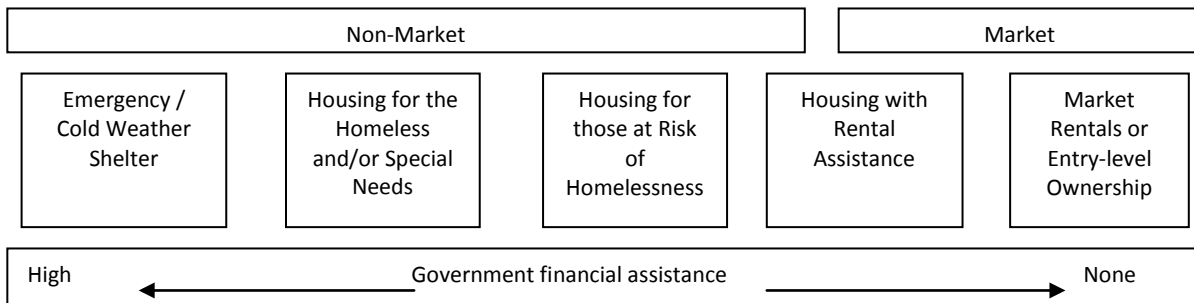 Non-Market
Market
Emergency /
Cold Weather
Shelter
Housing for the
Homeless
and/or Special
Needs
Housing for
those at Risk
of
Homelessness
Housing with
Rental
Assistance
Market
Rentals or
Entry-level
Ownership
High
Government financial assistance
None